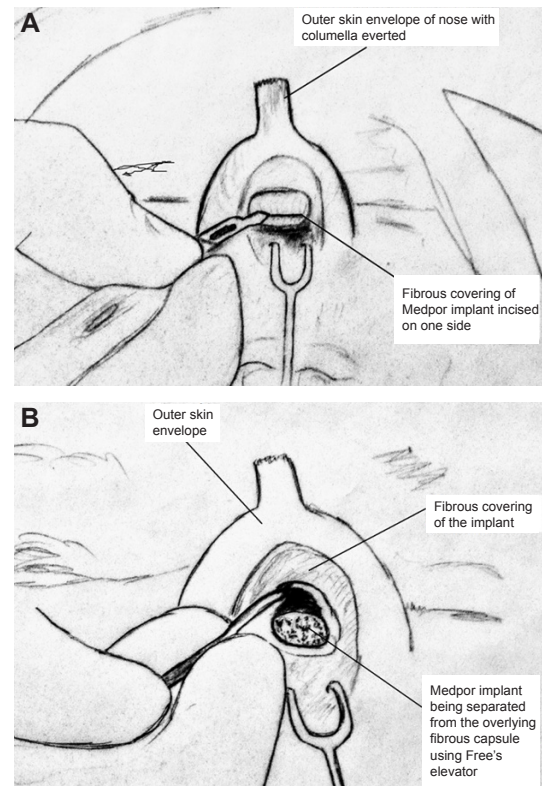 A
Outer skin envelope of nose with
columella everted
Fibrous covering of
Medpor implant incised
on one side
B
Outer skin
envelope
Fibrous covering
of the implant
Medpor implant
being separated
from the overlying
fibrous capsule
using Free's
elevator